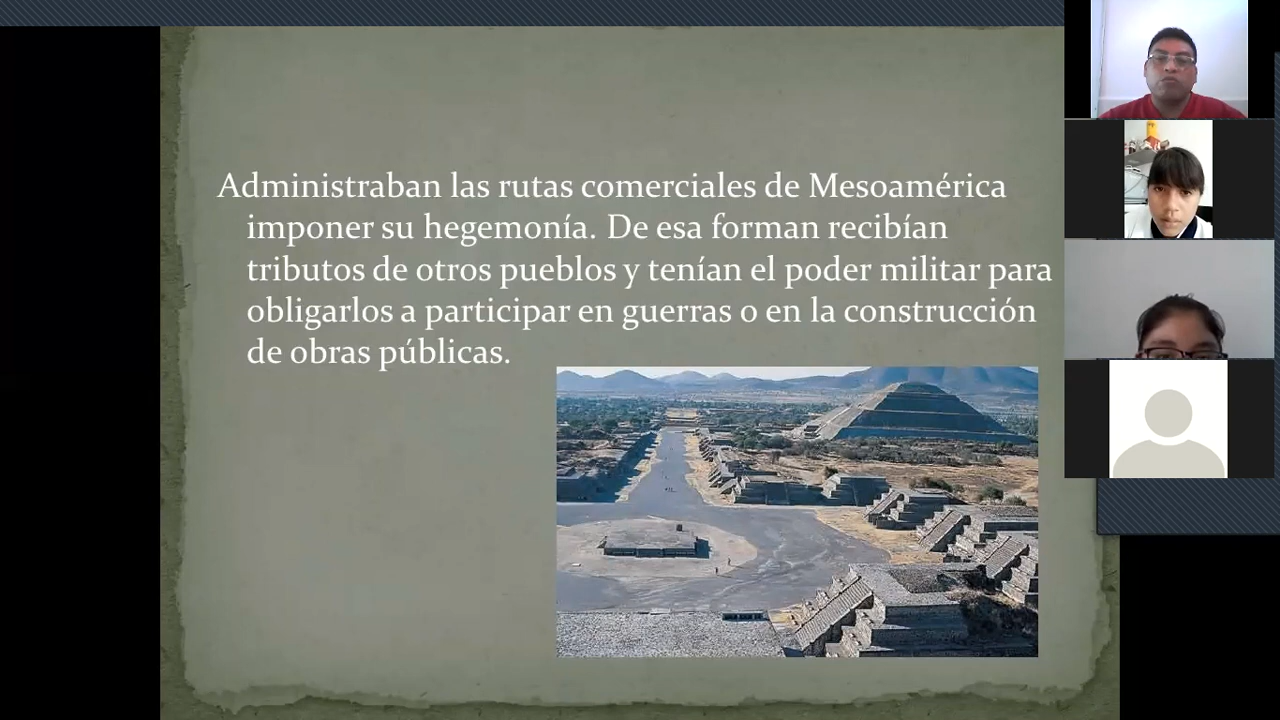 Administraban las rutas comerciales de Mesoamérica
imponer su hegemonía. De esa forman recibían
tributos de otros pueblos y tenían el poder militar para
obligarlos a participar en guerras o en la construcción
de obras públicas.